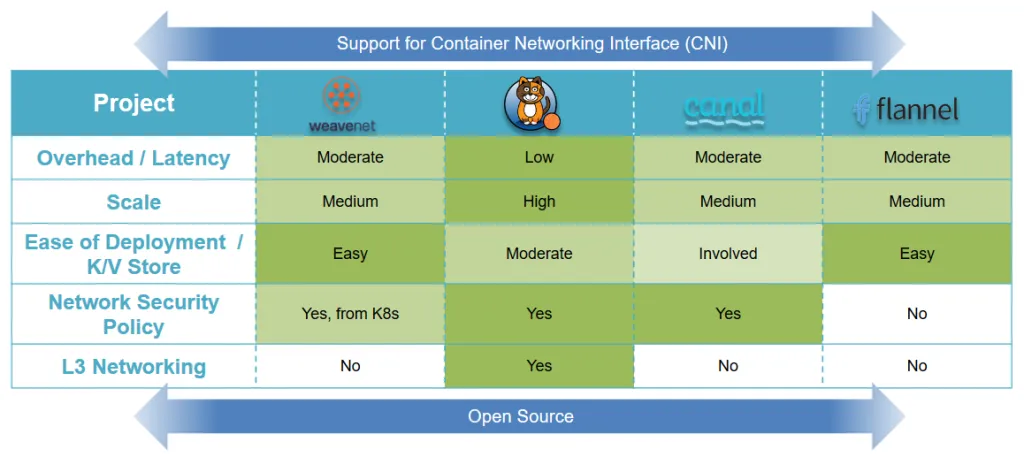 Support for Container Networking Interface (CNI)
Project
weavenet
canal
flannel
Overhead / Latency
Moderate
Low
Moderate
Moderate
Scale
Medium
High
Medium
Medium
Ease of Deployment /
K/V Store
Easy
Moderate
Involved
Easy
Network Security
Policy
Yes, from K8s
Yes
Yes
No
L3 Networking
No
Yes
No
No
Open Source